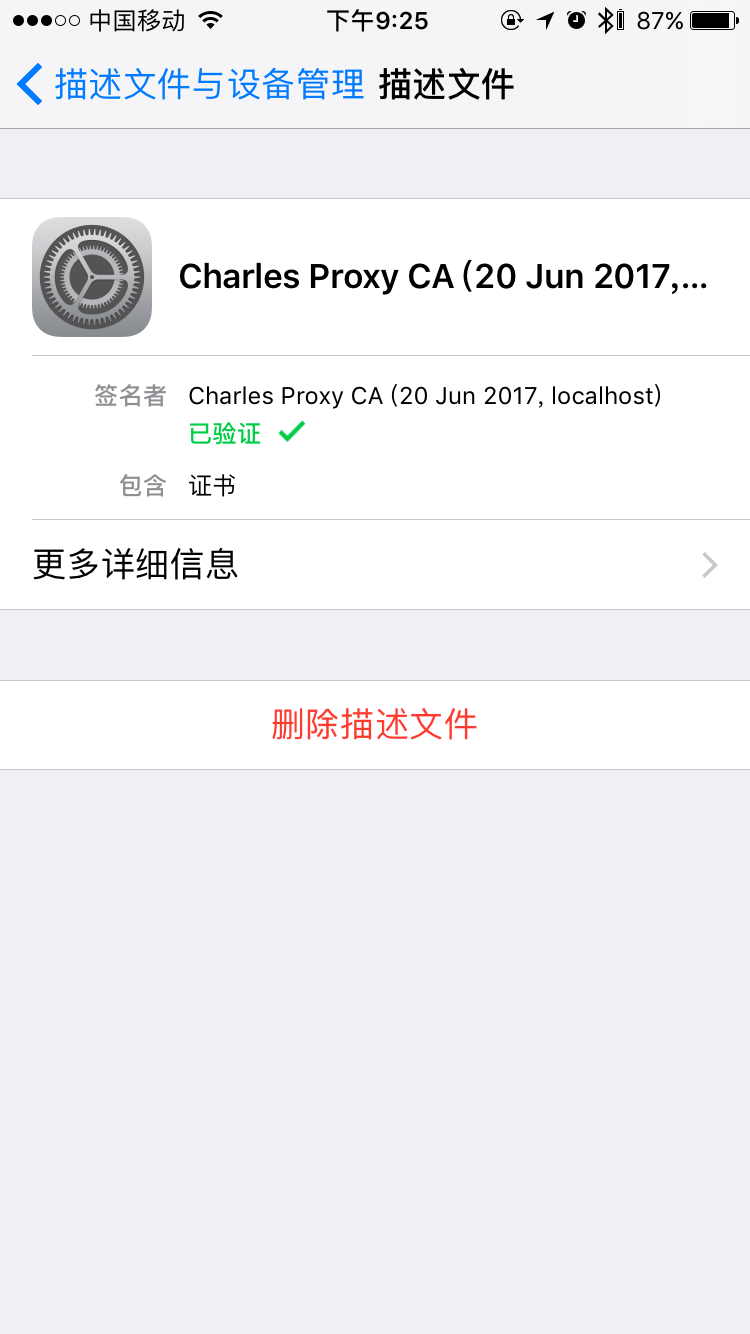 中国移动 下午9:25 87%
描述文件与设备管理 描述文件
Charles Proxy CA (20 Jun 2017,...
签名者 Charles Proxy CA (20 Jun 2017, localhost)
已验证
包含 证书
更多详细信息
删除描述文件